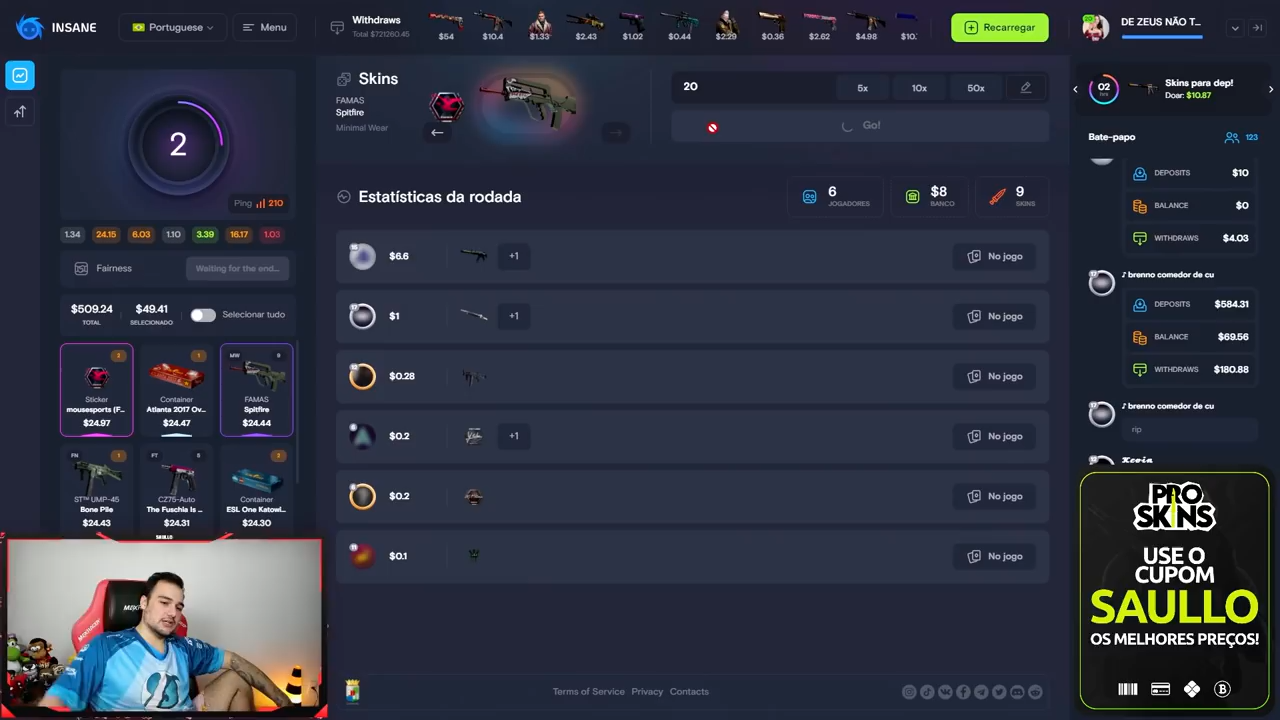 INSANE
Portuguese
Menu
Withdraws
Total $721260.45
$54
$10.4
$1.33
$2.43
$1.02
$0.44
$2.29
$0.36
$2.62
$4.98
$10.
Recarregar
DE ZEUS NÃO T...
2
Ping 210
1.34 24.15 6.03 1.10 3.39 16.17 1.03
Fairness
Waiting for the end...
$509.24
TOTAL
$49.41
SELECIONADO
Selecionar tudo
Sticker
mousesports (F...
$24.97
1
Container
Atlanta 2017 Ov...
$24.47
MW
FAMAS
Spitfire
$24.44
FN 1
ST™ UMP-45
Bone Pile
$24.43
FT
CZ75-Auto
The Fuschia is ...
$24.31
2
Container
ESL One Katowi...
$24.30
Skins
FAMAS
Spitfire
Minimal Wear
20
5x
10x
50x
Go!
Estatísticas da rodada
6
JOGADORES
$8
BANCO
9
SKINS
$6.6 +1 No jogo
$1 +1 No jogo
$0.28 No jogo
$0.2 +1 No jogo
$0.2 No jogo
$0.1 No jogo
Terms of Service Privacy Contacts
02
hrs
Skins para dep!
Doar: $10.87
Bate-papo
123
DEPOSITS $10
BALANCE $0
WITHDRAWS $4.03
brenno comedor de cu
DEPOSITS $584.31
BALANCE $69.56
WITHDRAWS $180.88
brenno comedor de cu
rip
PRO
SKINS
USE O
CUPOM
SAULLO
OS MELHORES PREÇOS!
SAULLO